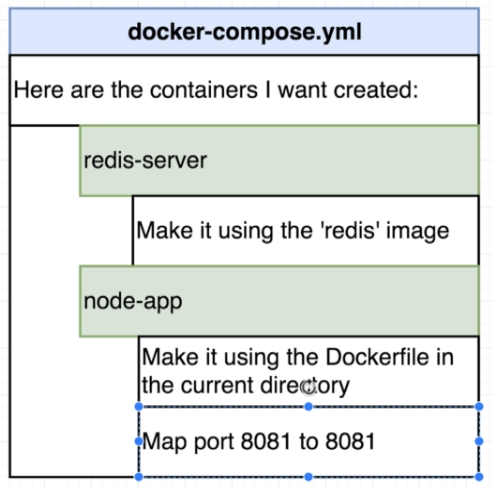 docker-compose.yml
Here are the containers I want created:
redis-server
Make it using the 'redis' image
node-app
Make it using the Dockerfile in
the current directory
Map port 8081 to 8081